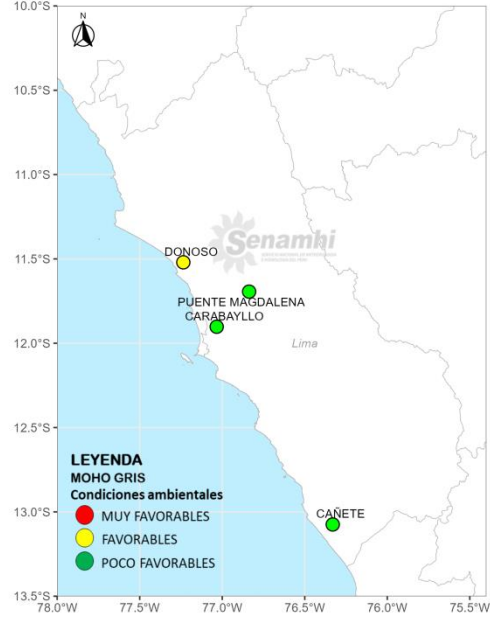 10.0°S
N
10.5°S
11.0°S
Senamhi
DONOSO
11.5°S
PUENTE MAGDALENA
CARABAYLLO
12.0°S
Lima
12.5°S
LEYENDA
MOHO GRIS
Condiciones ambientales
MUY FAVORABLES
FAVORABLES
POCO FAVORABLES
CAÑETE
13.0°S
13.5°S
78.0°W 77.5°W 77.0°W 76.5°W 76.0°W 75.5°W